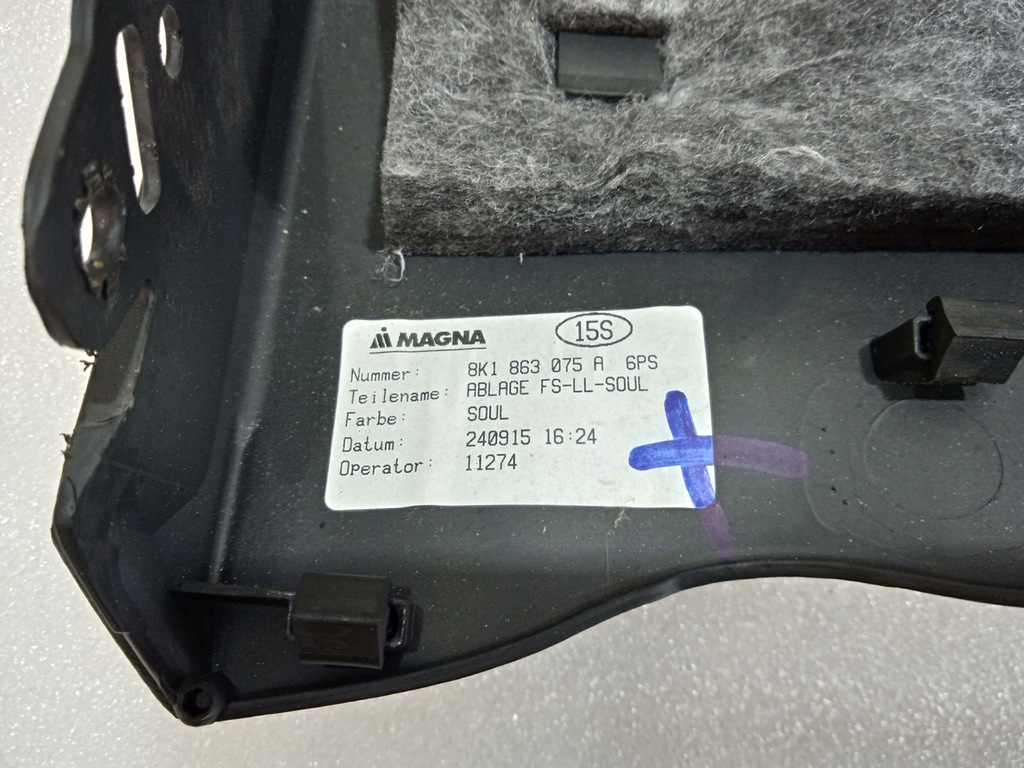 MAGNA 15S
Nummer: 8K1 863 075 A 6PS
Teilename: ABLAGE FS-LL-SOUL
Farbe: SOUL
Datum: 240915 16:24
Operator: 11274